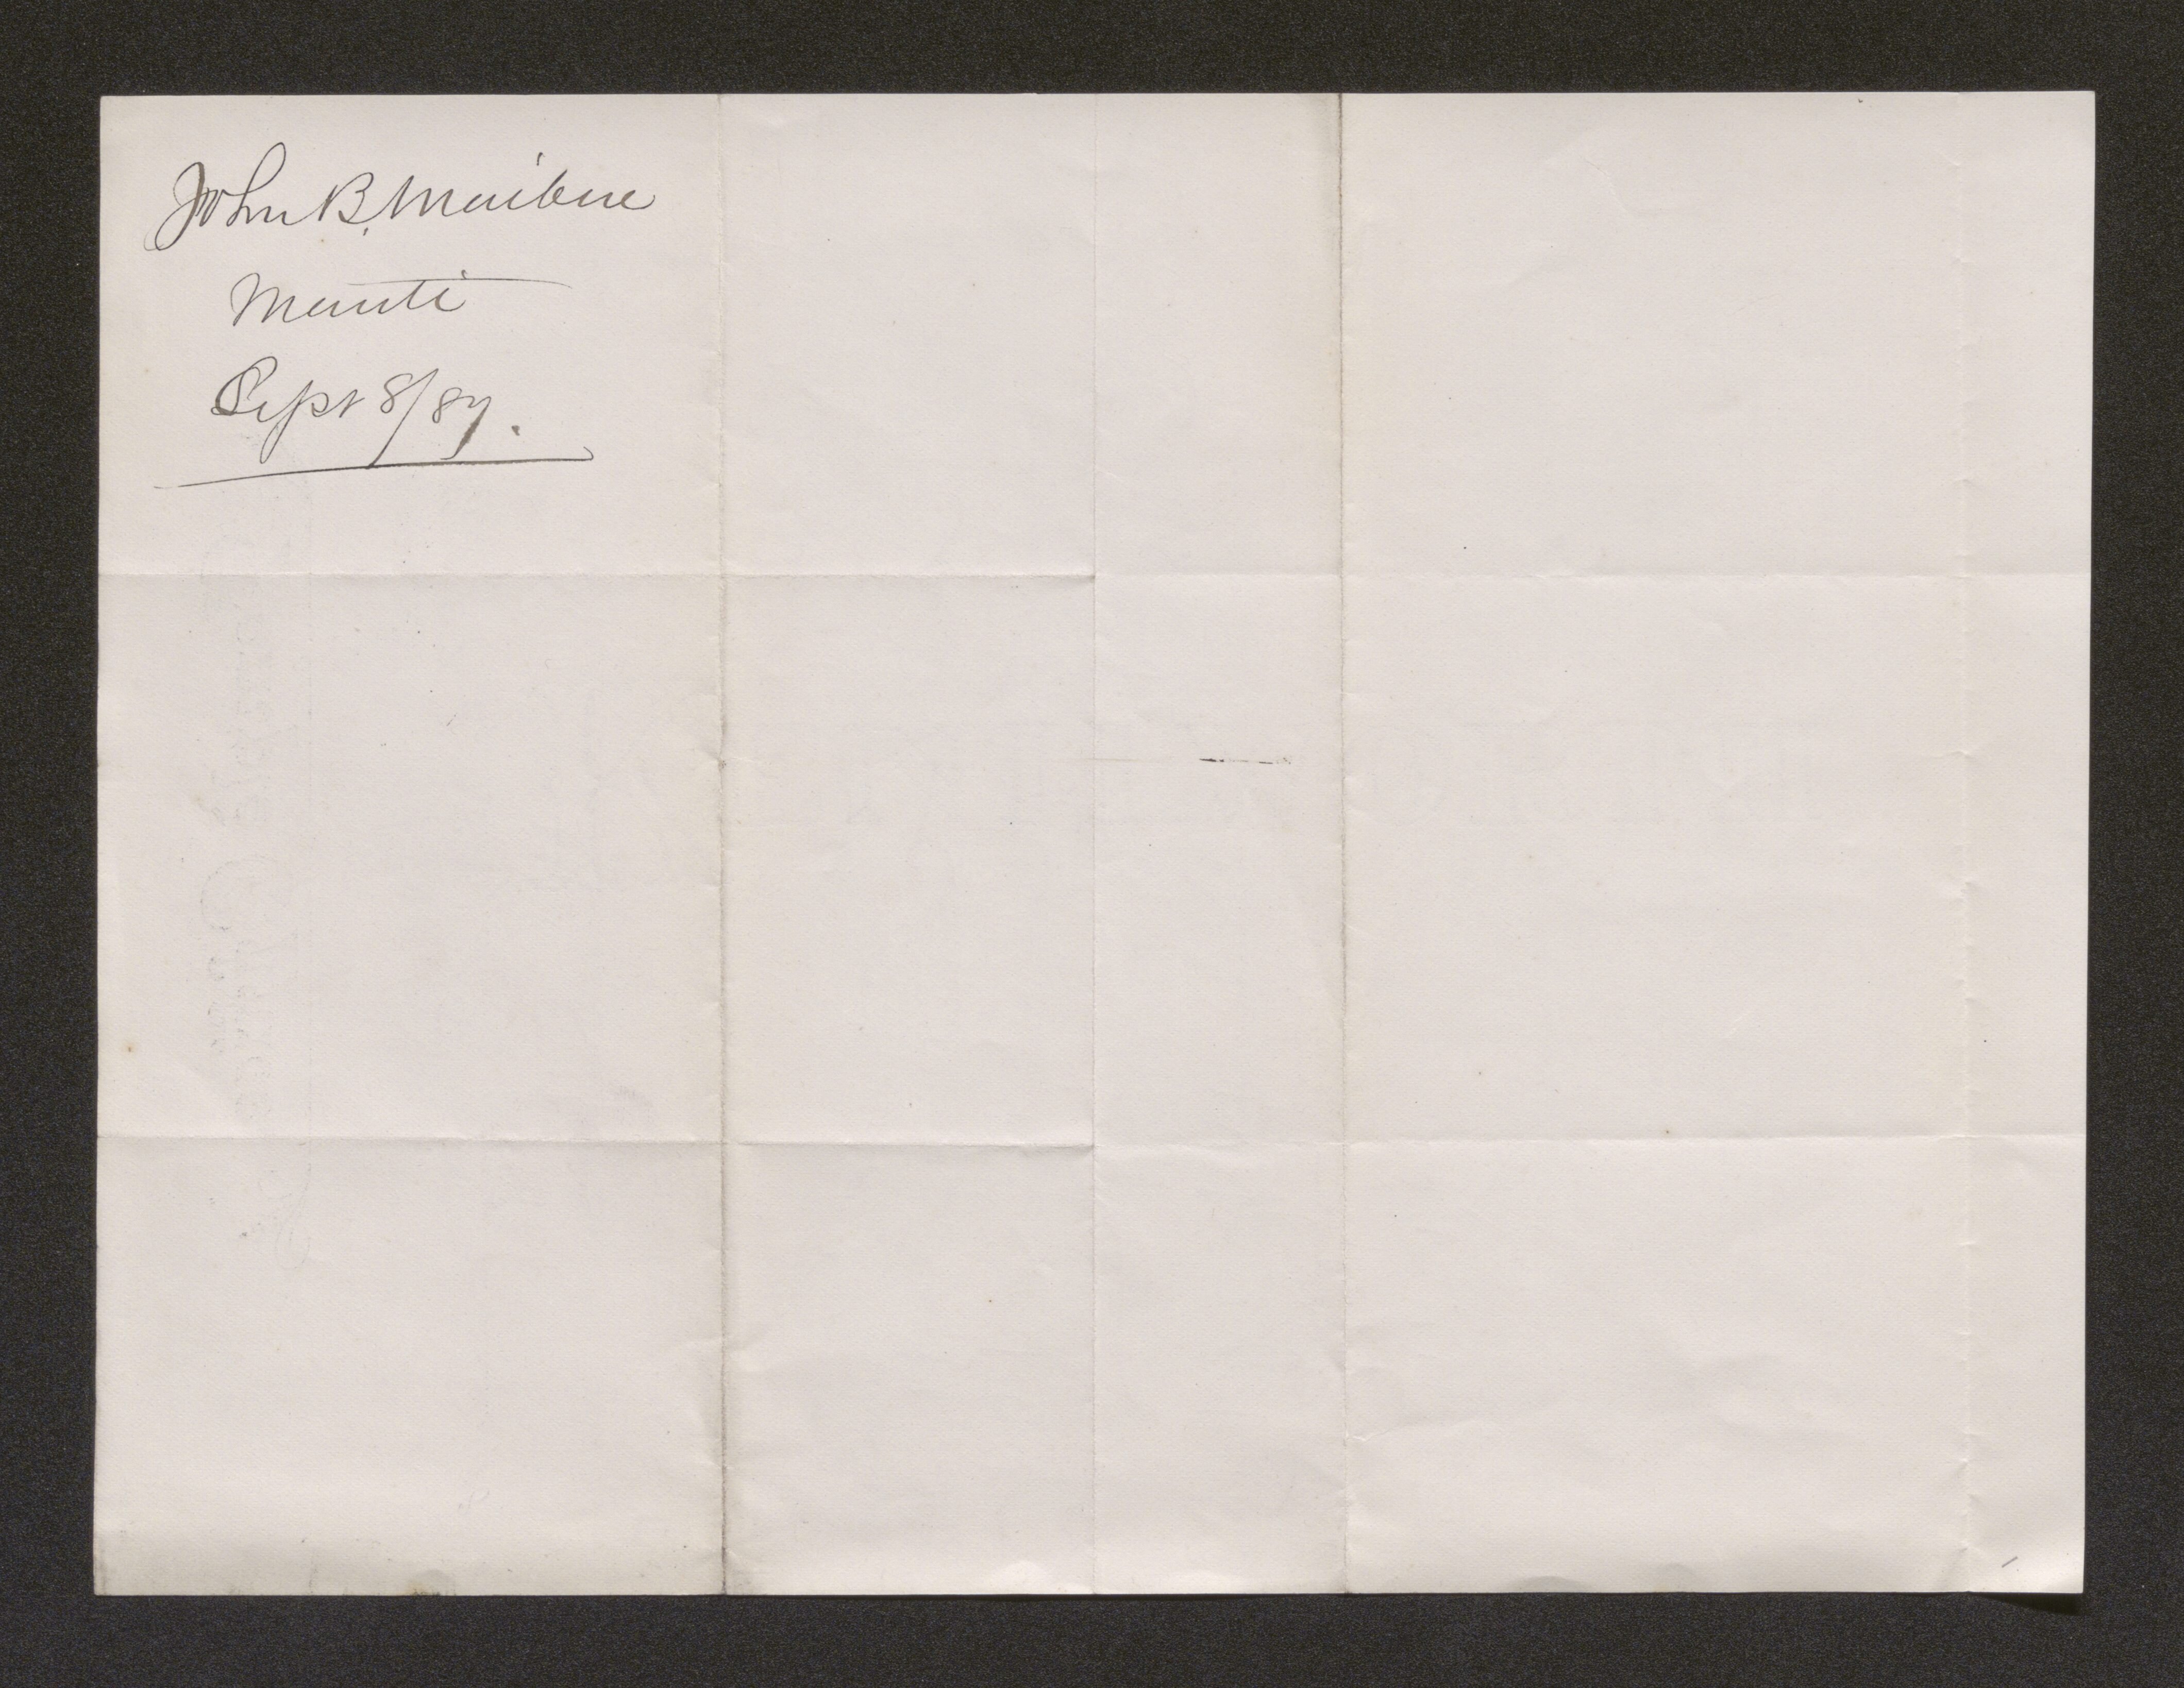 John B. Maiben
Manti
Sept 8/87.